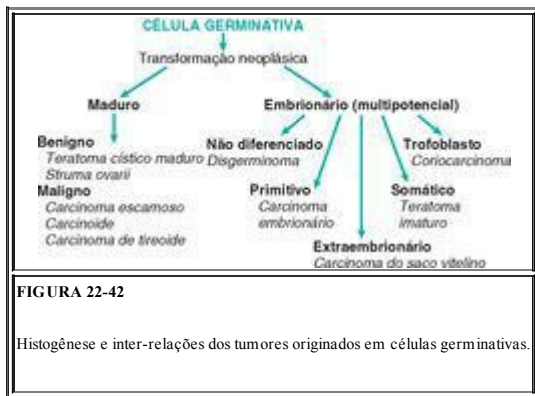 CÉLULA GERMINATIVA
Transformação neoplásica
Maduro
Embrionário (multipotencial)
Benigno
Teratoma cístico maduro
Struma ovarii
Maligno
Carcinoma escamoso
Carcinoide
Carcinoma de tireoide
Não diferenciado
Disgerminoma
Primitivo
Carcinoma
embrionário
Extraembrionário
Carcinoma do saco vitelino
Somático
Teratoma
imaturo
Trofoblasto
Coriocarcinoma
FIGURA 22-42
Histogênese e inter-relações dos tumores originados em células germinativas.